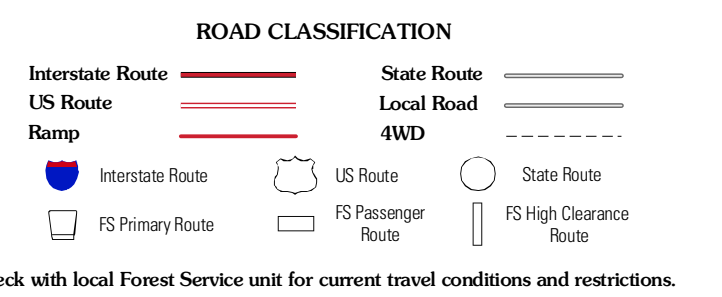 ROAD CLASSIFICATION
Interstate Route
State Route
US Route
Local Road
Ramp
4WD
Interstate Route
US Route
State Route
FS Primary Route
FS Passenger
Route
FS High Clearance
Route
with local Forest Service unit for current travel conditions and restrictions.